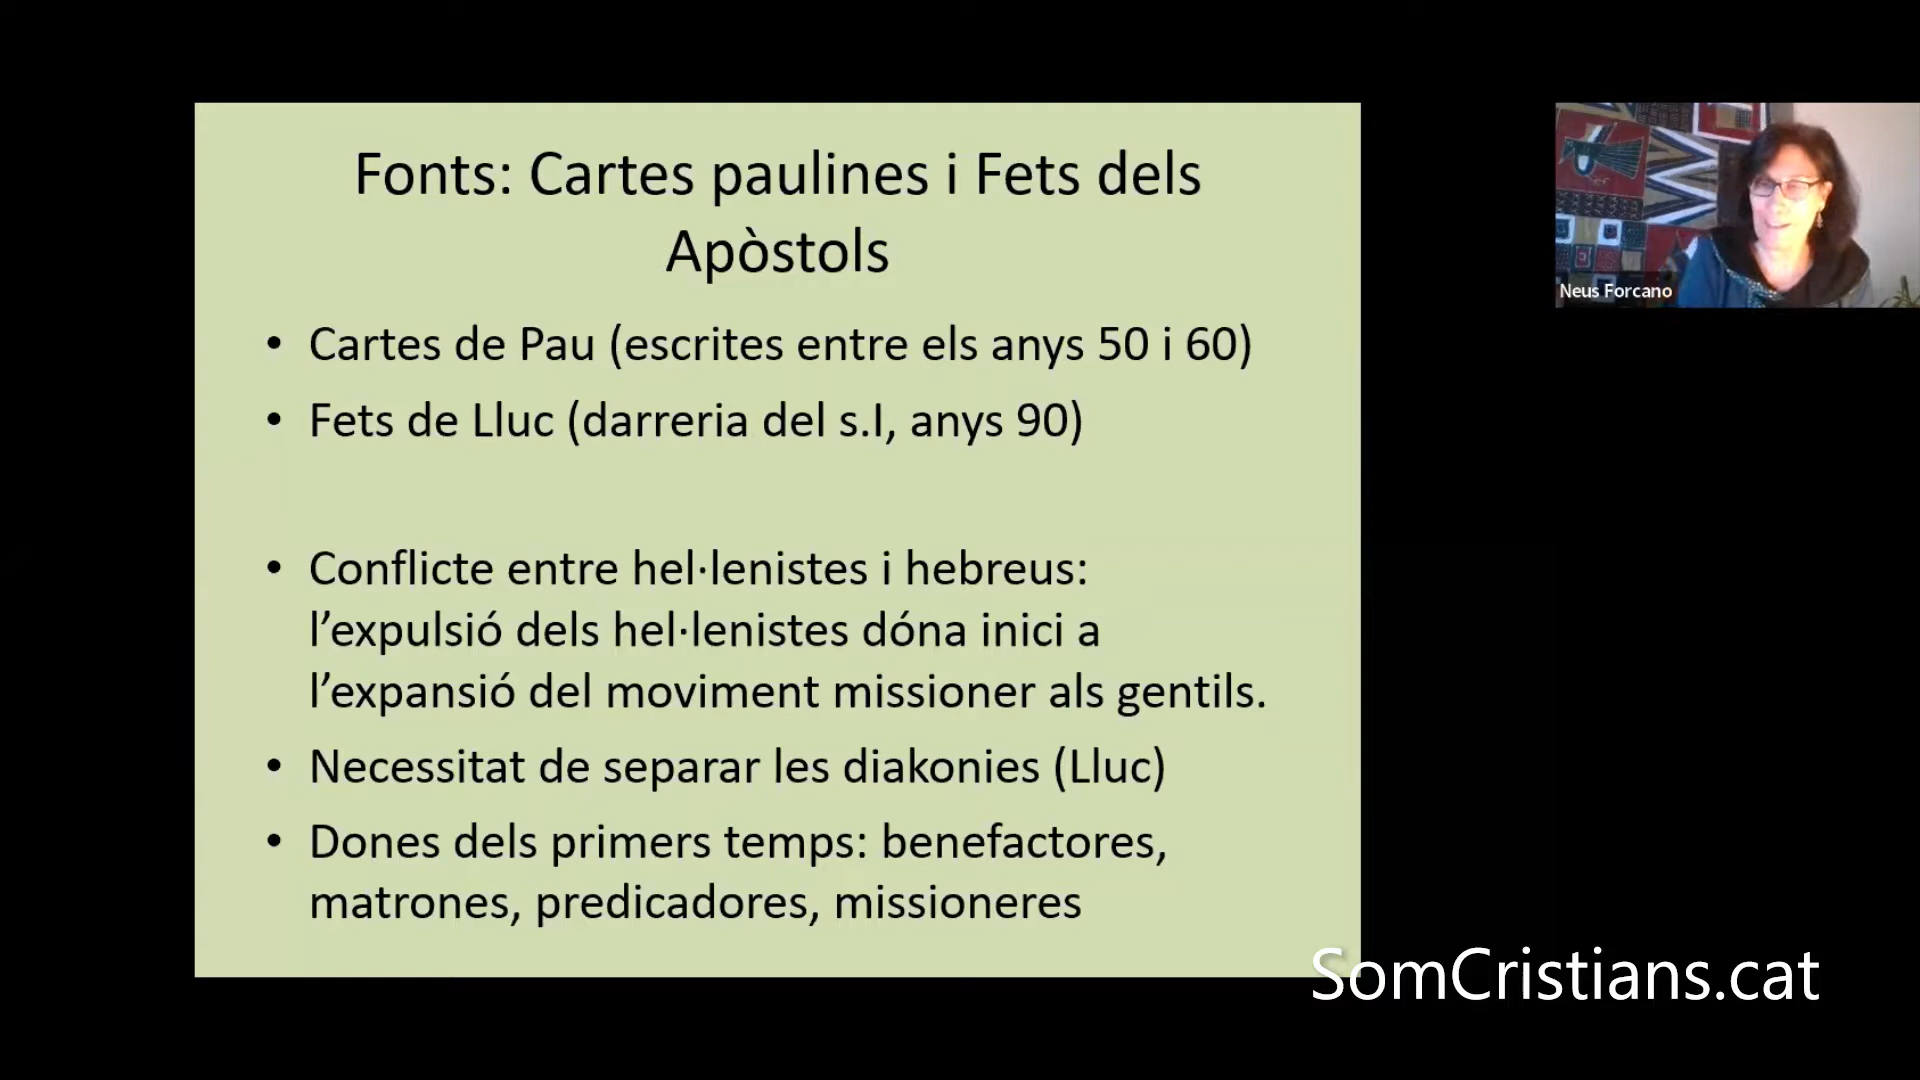 Fonts: Cartes paulines i Fets dels
Apòstols
• Cartes de Pau (escrites entre els anys 50 i 60)
• Fets de Lluc (darreria del s.I, anys 90)
• Conflicte entre hel·lenistes i hebreus:
l’expulsió dels hel·lenistes dóna inici a
l’expansió del moviment missioner als gentils.
• Necessitat de separar les diakonies (Lluc)
• Dones dels primers temps: benefactores,
matrones, predicadores, missioneres
Neus Forcano
SomCristians.cat